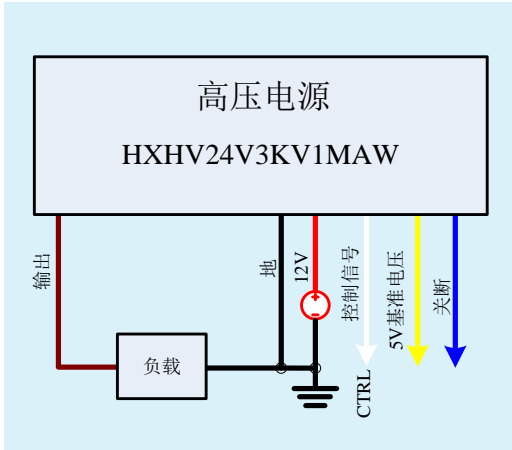 高压电源
HXHV24V3KV1MAW
输出
地
12V
控制信号
5V基准电压
关断
负载
CTRL